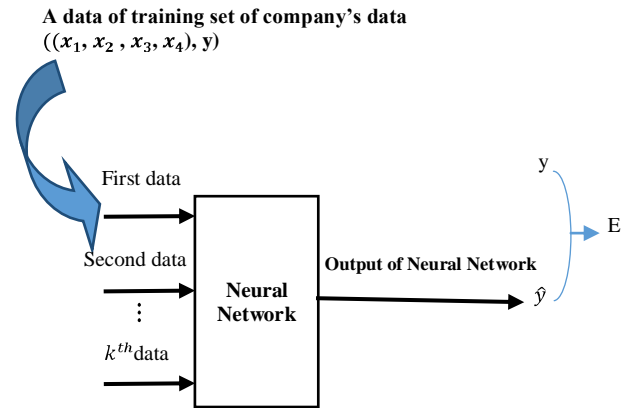 A data of training set of company's data
((𝒙₁, 𝒙₂ , 𝒙₃, 𝒙₄), y)
First data
y
E
Second data
Output of Neural Network
Neural
Network
ŷ
⋮
kᵗʰdata